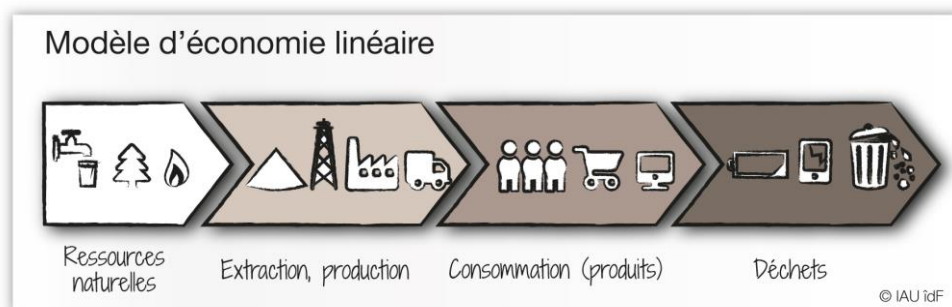 Modèle d'économie linéaire
Ressources
naturelles
Extraction, production
Consommation (produits)
Déchets
© IAU îdF